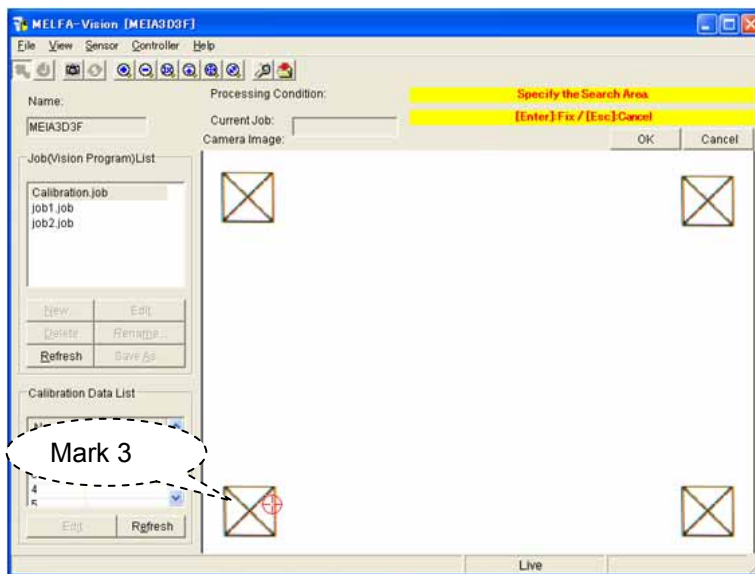 MELFA-Vision [MEIA3D3F]
File View Sensor Controller Help
Name:
MEIA3D3F
Processing Condition:
Current Job:
Camera Image:
Specify the Search Area.
[Enter]:Fix / [Esc]:Cancel
OK Cancel
Job(Vision Program)List
Calibration.job
job1.job
job2.job
New... Edit
Delete Rename...
Refresh Save As...
Calibration Data List
Mark 3
4
5
Edit Refresh
Live